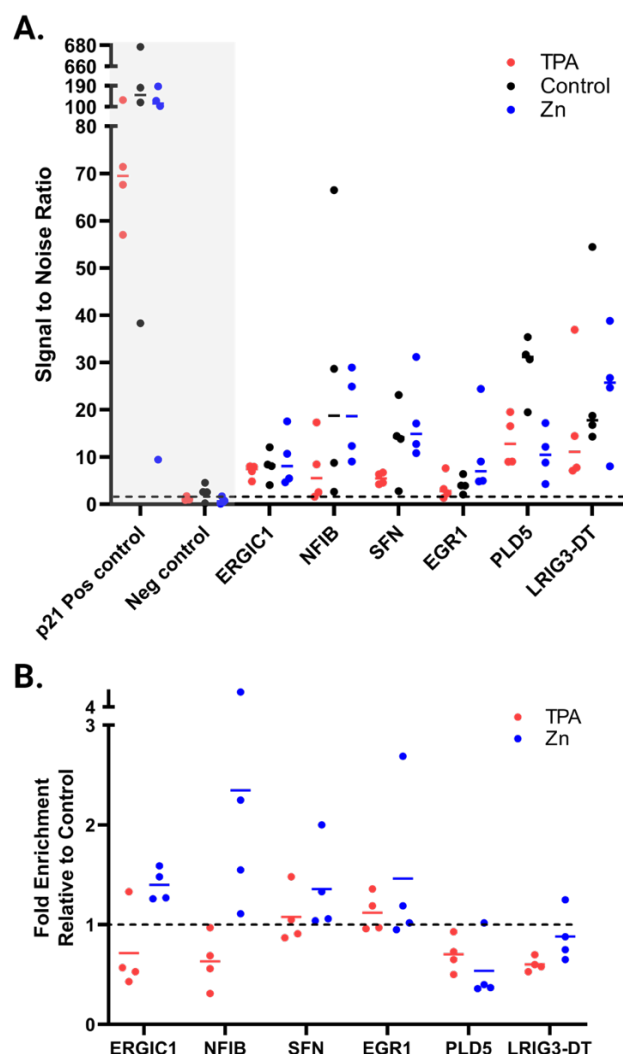 A.
680
660
190
100
80
70
60
50
40
30
20
10
0
SIgnal to Noise Ratio
TPA
Control
Zn
p21 Pos control
Neg control
ERGIC1
NFIB
SFN
EGR1
PLD5
LRIG3-DT
B.
4
3
2
1
0
Fold Enrichment
Relative to Control
TPA
Zn
ERGIC1 NFIB SFN EGR1 PLD5 LRIG3-DT